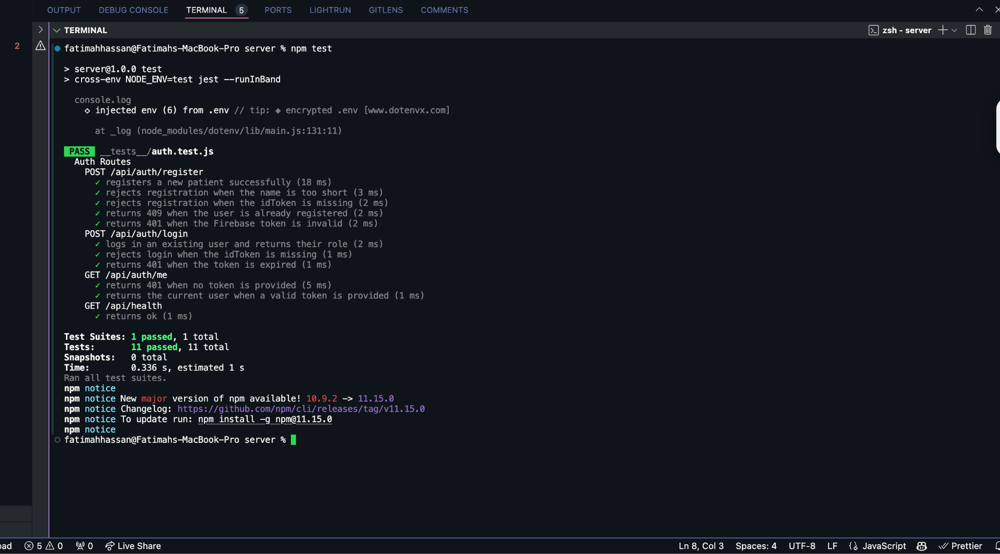 OUTPUT DEBUG CONSOLE TERMINAL 5 PORTS LIGHTRUN GITLENS COMMENTS
TERMINAL zsh - server
2
fatimahhassan@Fatimahs-MacBook-Pro server % npm test
> server@1.0.0 test
> cross-env NODE_ENV=test jest --runInBand
console.log
◇ injected env (6) from .env // tip: ◈ encrypted .env [www.dotenvx.com]
at _log (node_modules/dotenv/lib/main.js:131:11)
PASS __tests__/auth.test.js
Auth Routes
POST /api/auth/register
✓ registers a new patient successfully (18 ms)
✓ rejects registration when the name is too short (3 ms)
✓ rejects registration when the idToken is missing (2 ms)
✓ returns 409 when the user is already registered (2 ms)
✓ returns 401 when the Firebase token is invalid (2 ms)
POST /api/auth/login
✓ logs in an existing user and returns their role (2 ms)
✓ rejects login when the idToken is missing (1 ms)
✓ returns 401 when the token is expired (1 ms)
GET /api/auth/me
✓ returns 401 when no token is provided (5 ms)
✓ returns the current user when a valid token is provided (1 ms)
GET /api/health
✓ returns ok (1 ms)
Test Suites: 1 passed, 1 total
Tests: 11 passed, 11 total
Snapshots: 0 total
Time: 0.336 s, estimated 1 s
Ran all test suites.
npm notice
npm notice New major version of npm available! 10.9.2 -> 11.15.0
npm notice Changelog: https://github.com/npm/cli/releases/tag/v11.15.0
npm notice To update run: npm install -g npm@11.15.0
npm notice
fatimahhassan@Fatimahs-MacBook-Pro server %
5 0 0 Live Share Ln 8, Col 3 Spaces: 4 UTF-8 LF JavaScript Prettier